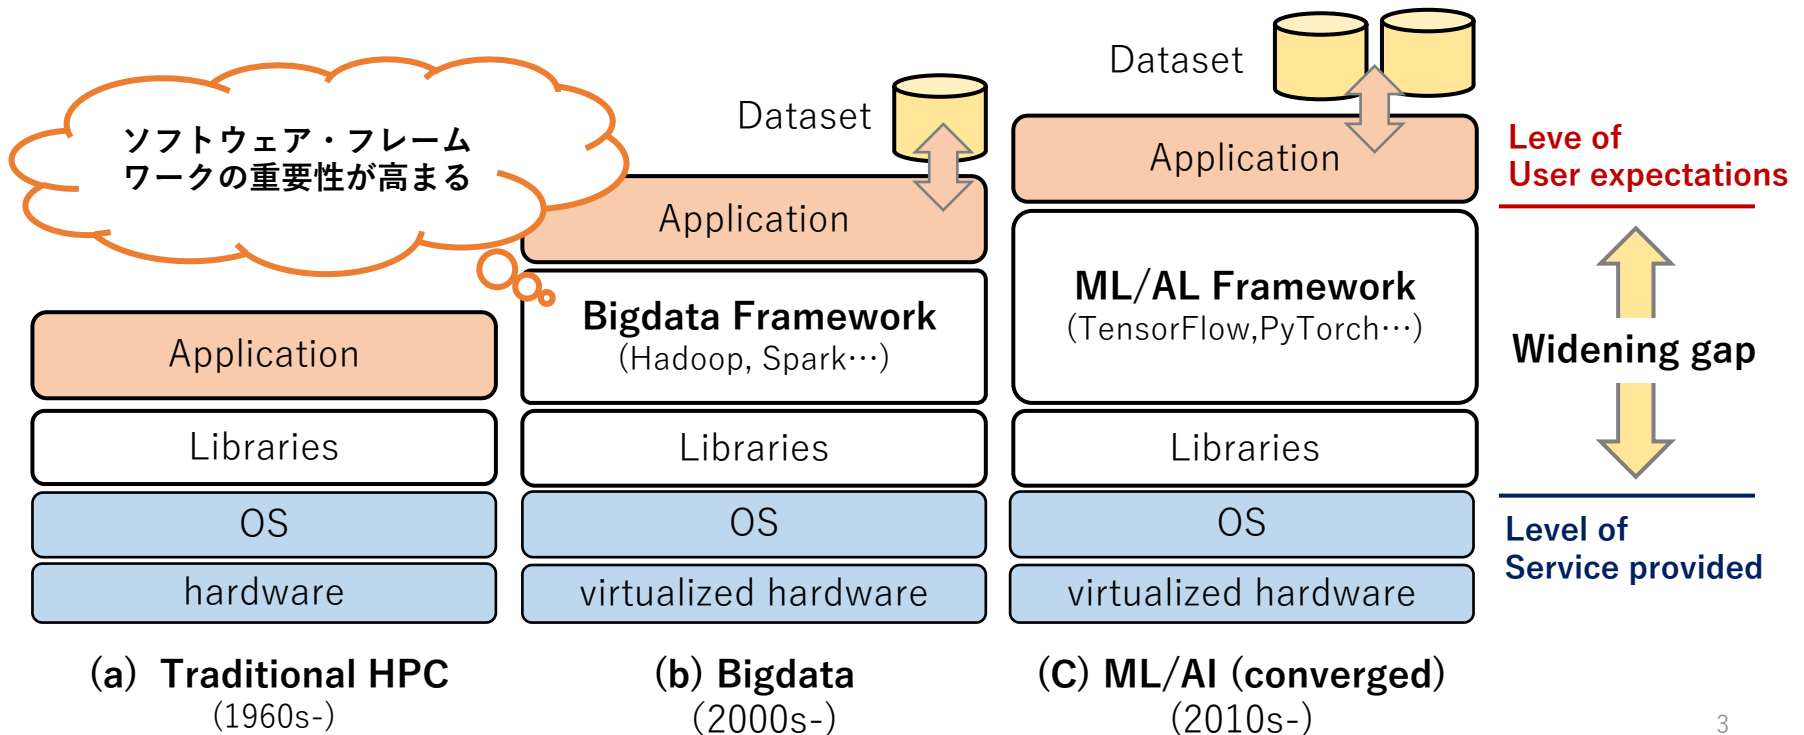 ソフトウェア・フレーム
ワークの重要性が高まる
Application
Libraries
OS
hardware
(a) Traditional HPC
(1960s-)
Dataset
Application
Bigdata Framework
(Hadoop, Spark…)
Libraries
OS
virtualized hardware
(b) Bigdata
(2000s-)
Dataset
Application
ML/AL Framework
(TensorFlow,PyTorch…)
Libraries
OS
virtualized hardware
(C) ML/AI (converged)
(2010s-)
Leve of
User expectations
Widening gap
Level of
Service provided
3